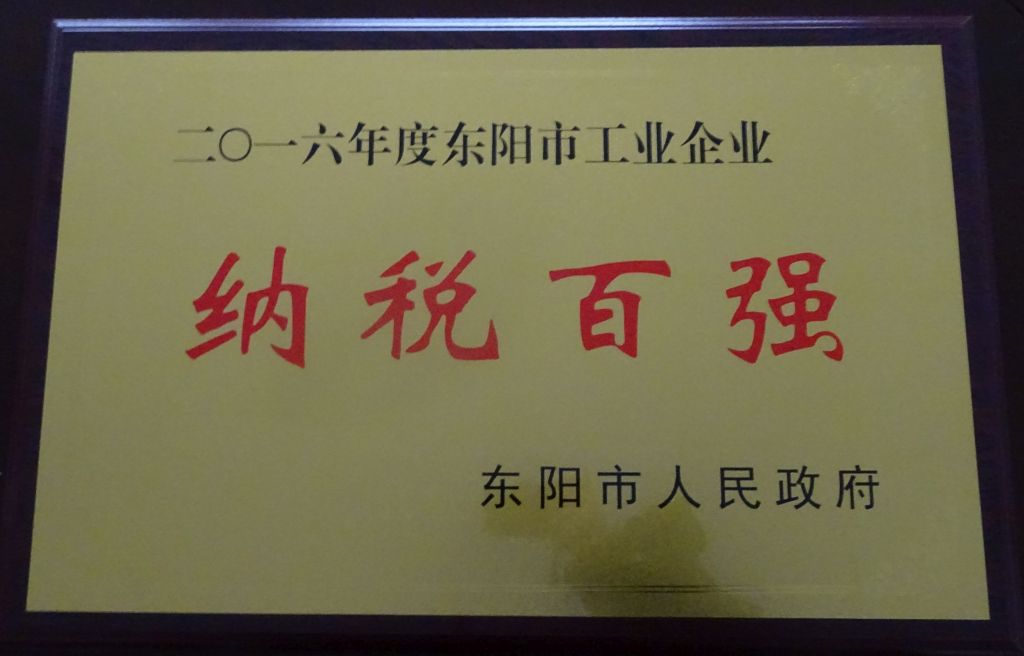 二〇一六年度东阳市工业企业
纳税百强
东阳市人民政府